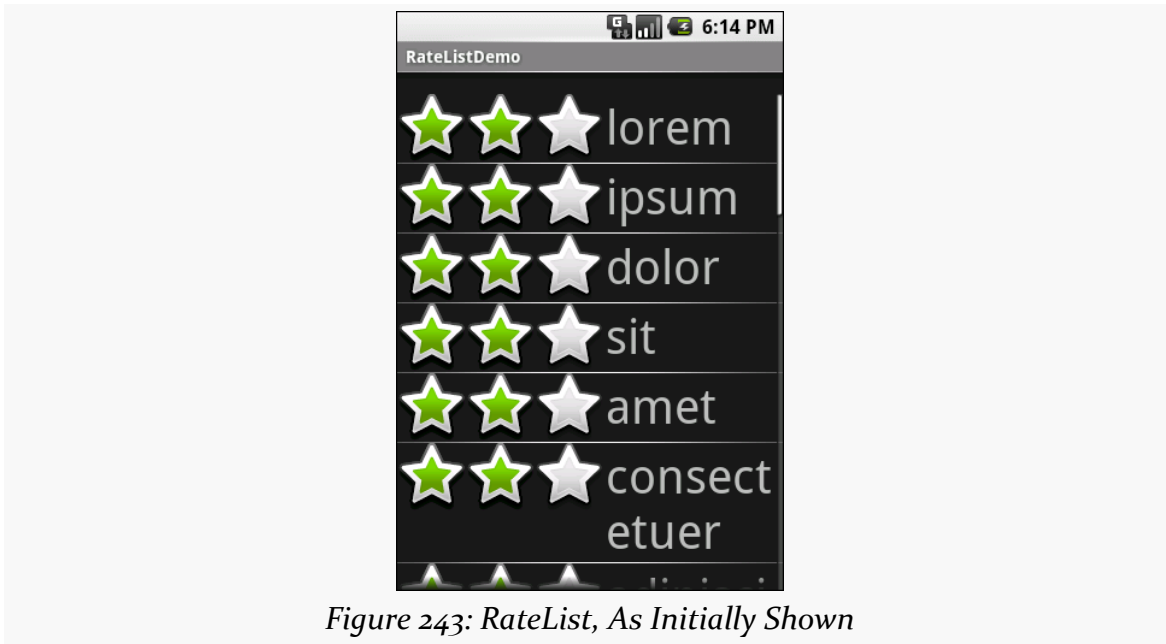 6:14 PM
RateListDemo
lorem
ipsum
dolor
sit
amet
consect
etuer
Figure 243: RateList, As Initially Shown